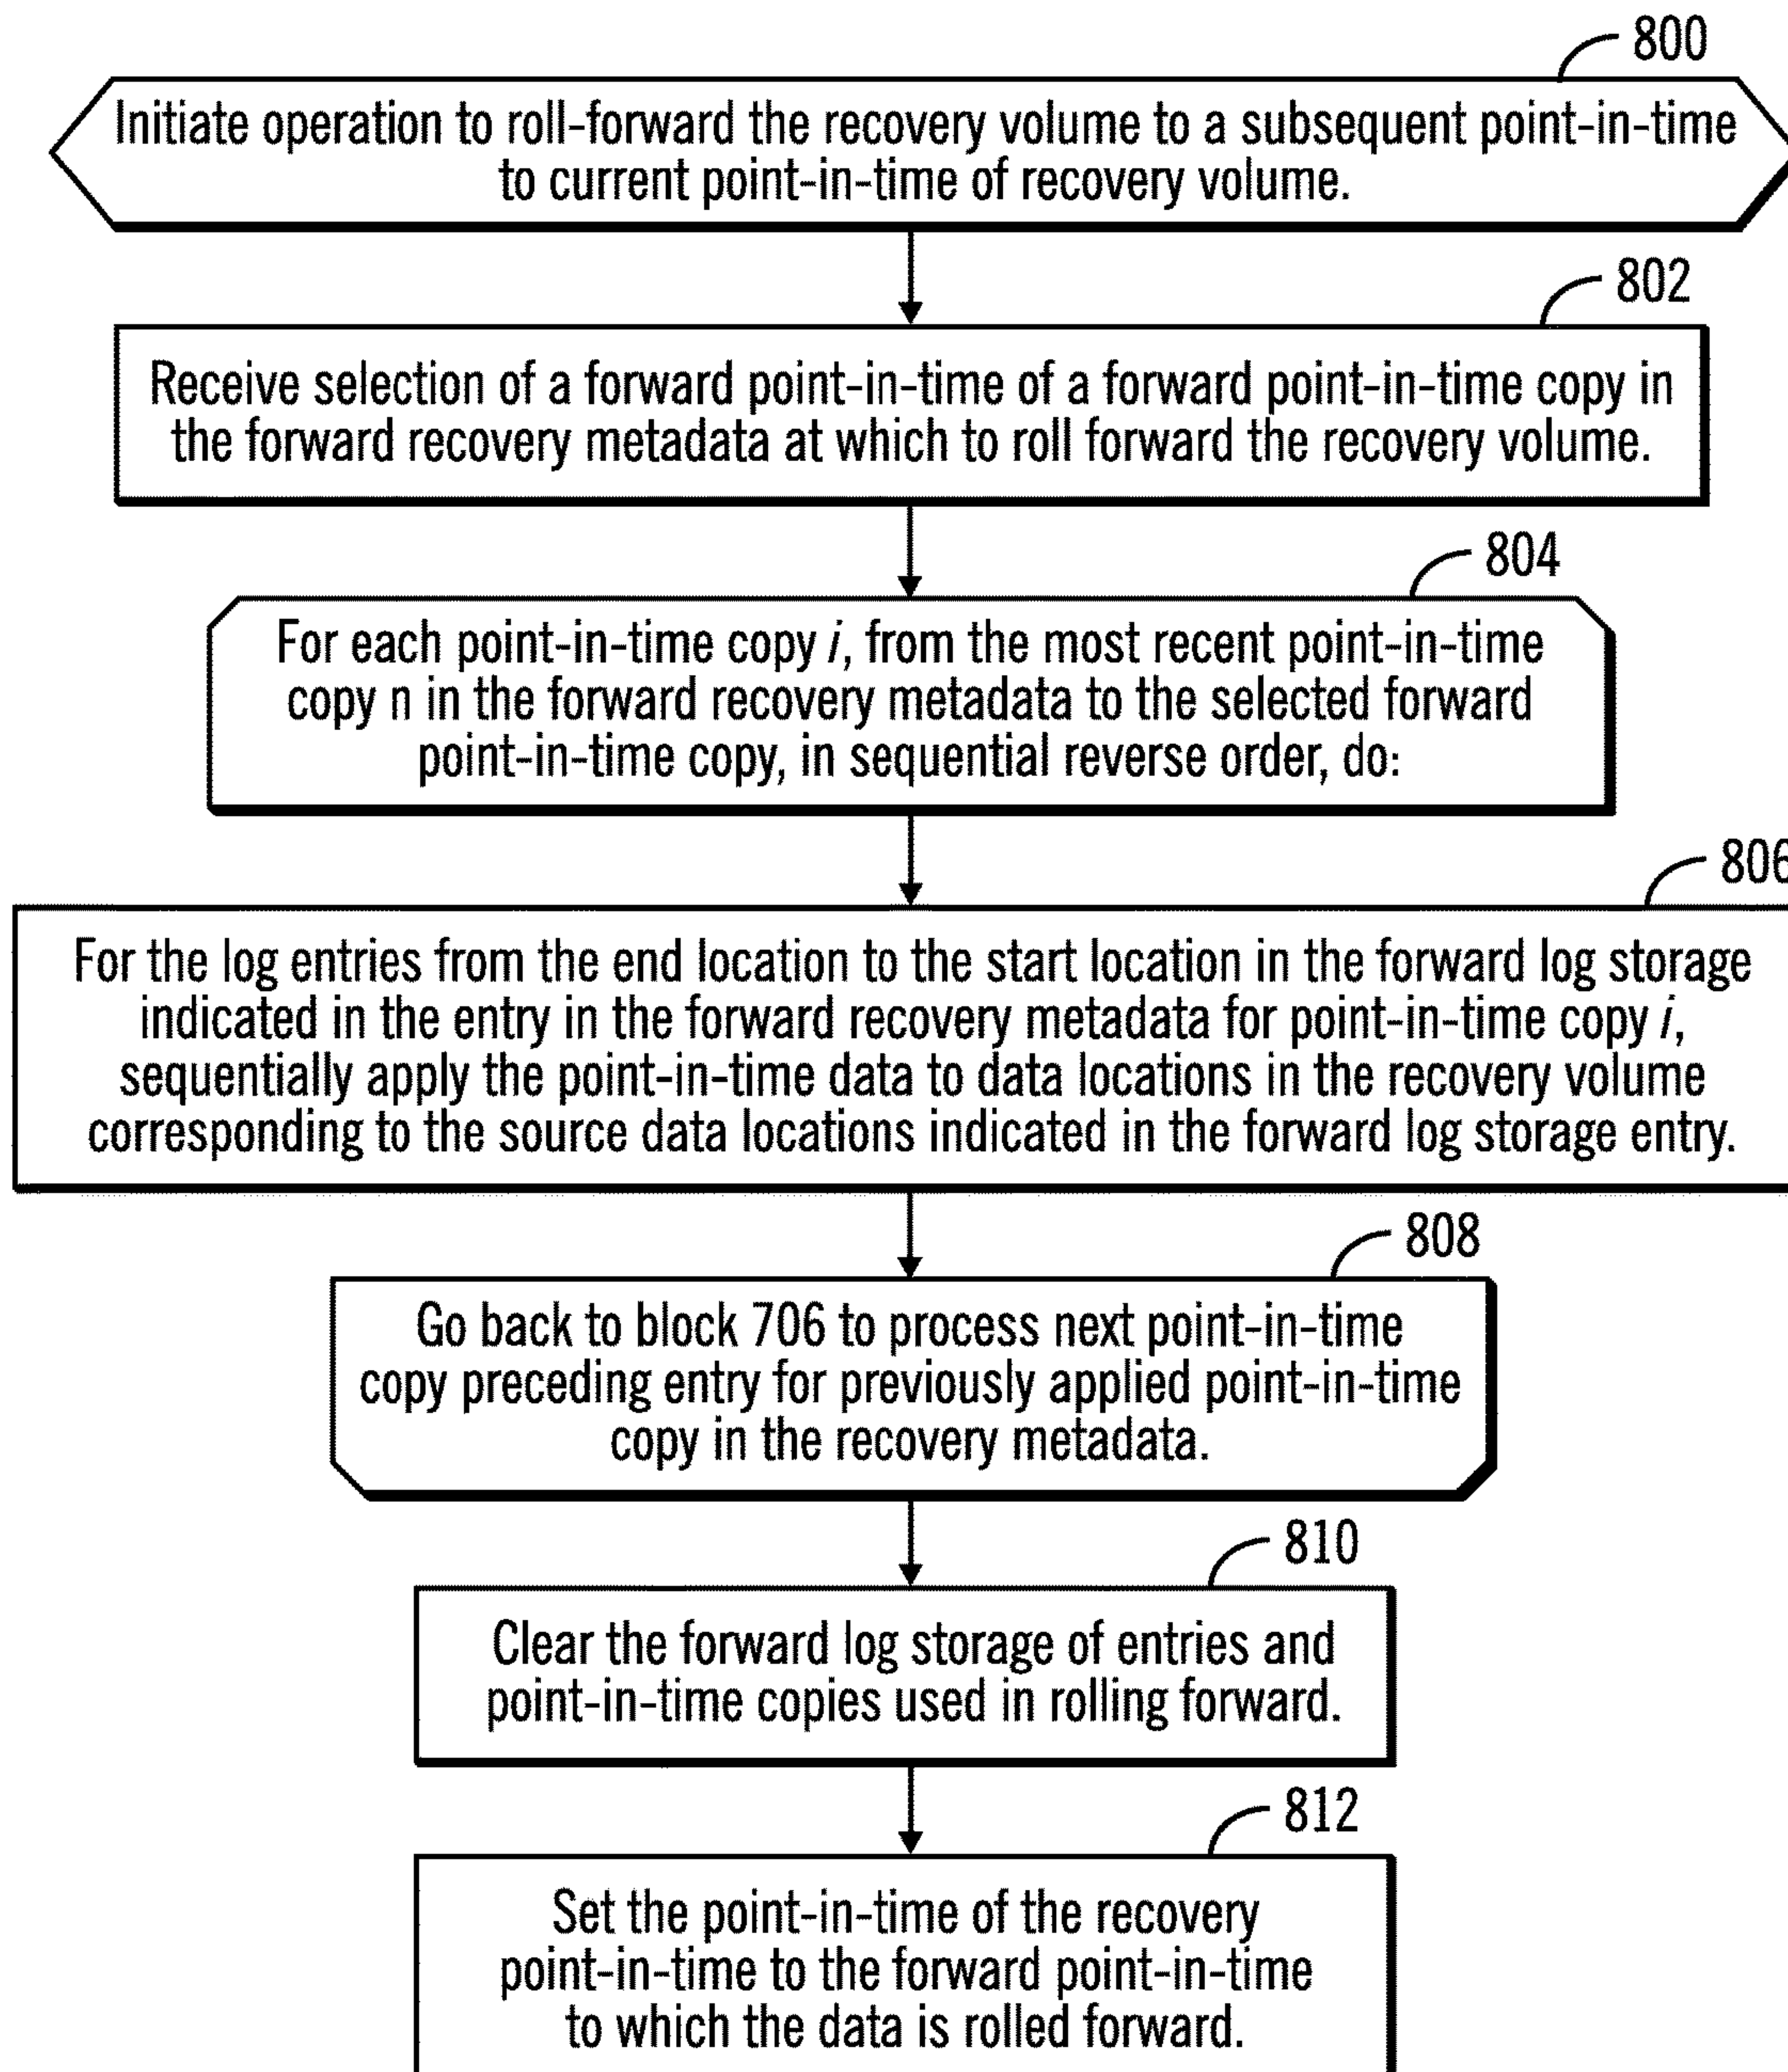 800
Initiate operation to roll-forward the recovery volume to a subsequent point-in-time
to current point-in-time of recovery volume.
802
Receive selection of a forward point-in-time of a forward point-in-time copy in
the forward recovery metadata at which to roll forward the recovery volume.
804
For each point-in-time copy i, from the most recent point-in-time
copy n in the forward recovery metadata to the selected forward
point-in-time copy, in sequential reverse order, do:
806
For the log entries from the end location to the start location in the forward log storage
indicated in the entry in the forward recovery metadata for point-in-time copy i,
sequentially apply the point-in-time data to data locations in the recovery volume
corresponding to the source data locations indicated in the forward log storage entry.
808
Go back to block 706 to process next point-in-time
copy preceding entry for previously applied point-in-time
copy in the recovery metadata.
810
Clear the forward log storage of entries and
point-in-time copies used in rolling forward.
812
Set the point-in-time of the recovery
point-in-time to the forward point-in-time
to which the data is rolled forward.